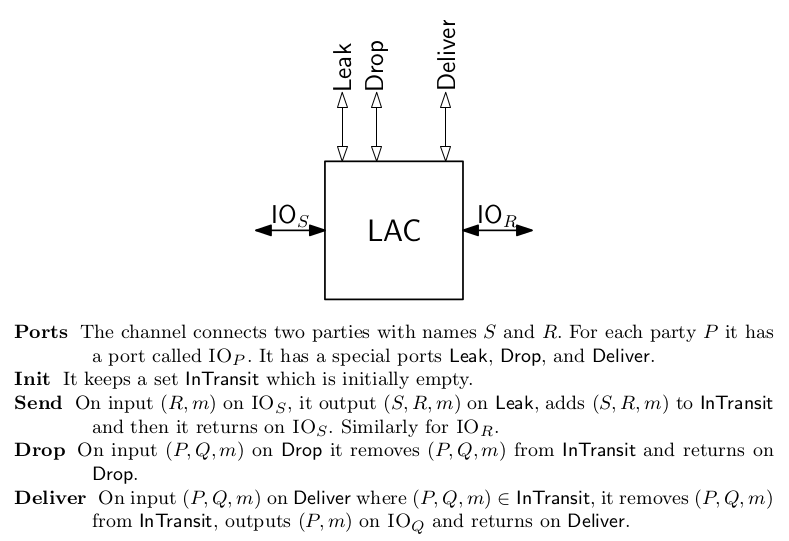 Leak
Drop
Deliver
IO_S
LAC
IO_R
Ports The channel connects two parties with names S and R. For each party P it has
a port called IO_P. It has a special ports Leak, Drop, and Deliver.
Init It keeps a set InTransit which is initially empty.
Send On input (R, m) on IO_S, it output (S, R, m) on Leak, adds (S, R, m) to InTransit
and then it returns on IO_S. Similarly for IO_R.
Drop On input (P, Q, m) on Drop it removes (P, Q, m) from InTransit and returns on
Drop.
Deliver On input (P, Q, m) on Deliver where (P, Q, m) ∈ InTransit, it removes (P, Q, m)
from InTransit, outputs (P, m) on IO_Q and returns on Deliver.